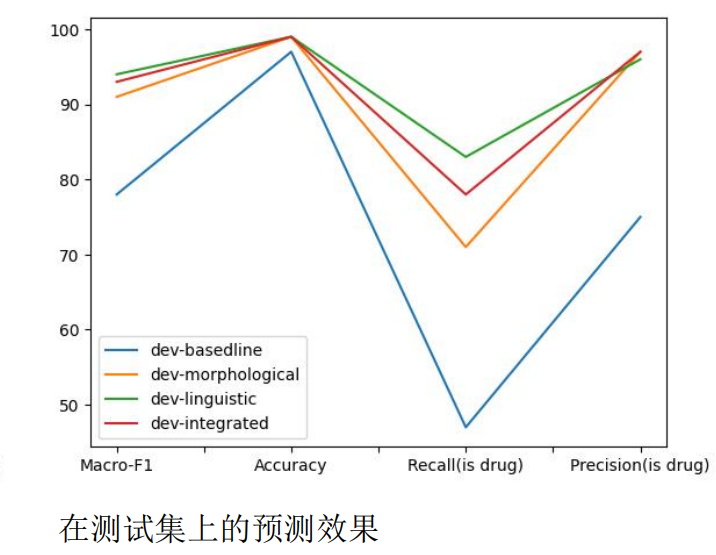 100
90
80
70
60
50
dev-basedline
dev-morphological
dev-linguistic
dev-integrated
Macro-F1 Accuracy Recall(is drug) Precision(is drug)
在测试集上的预测效果